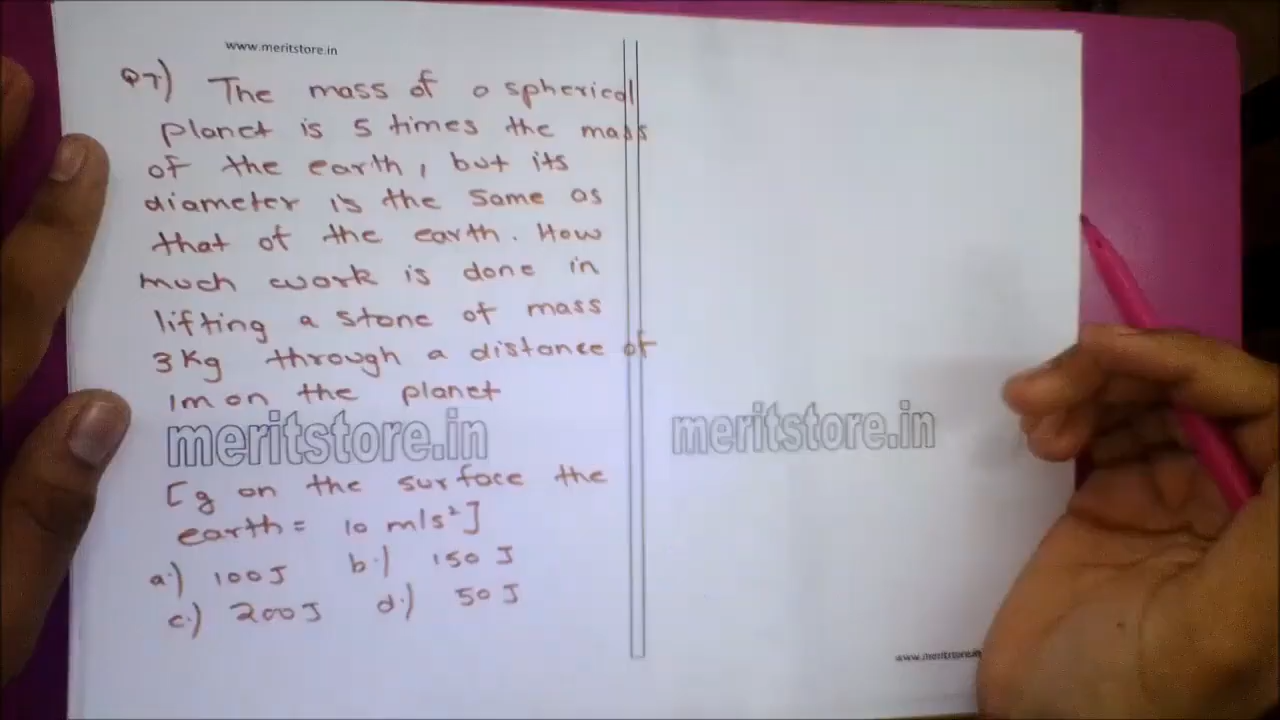 www.meritstore.in
Q7) The mass of a spherical
planet is 5 times the mass
of the earth, but its
diameter is the same as
that of the earth. How
much work is done in
lifting a stone of mass
3 Kg through a distance of
1m on the planet
meritstore.in
[g on the surface the
earth = 10 m/s²]
a.) 100J b.) 150 J
c.) 200J d.) 50 J
meritstore.in
www.meritstore.in